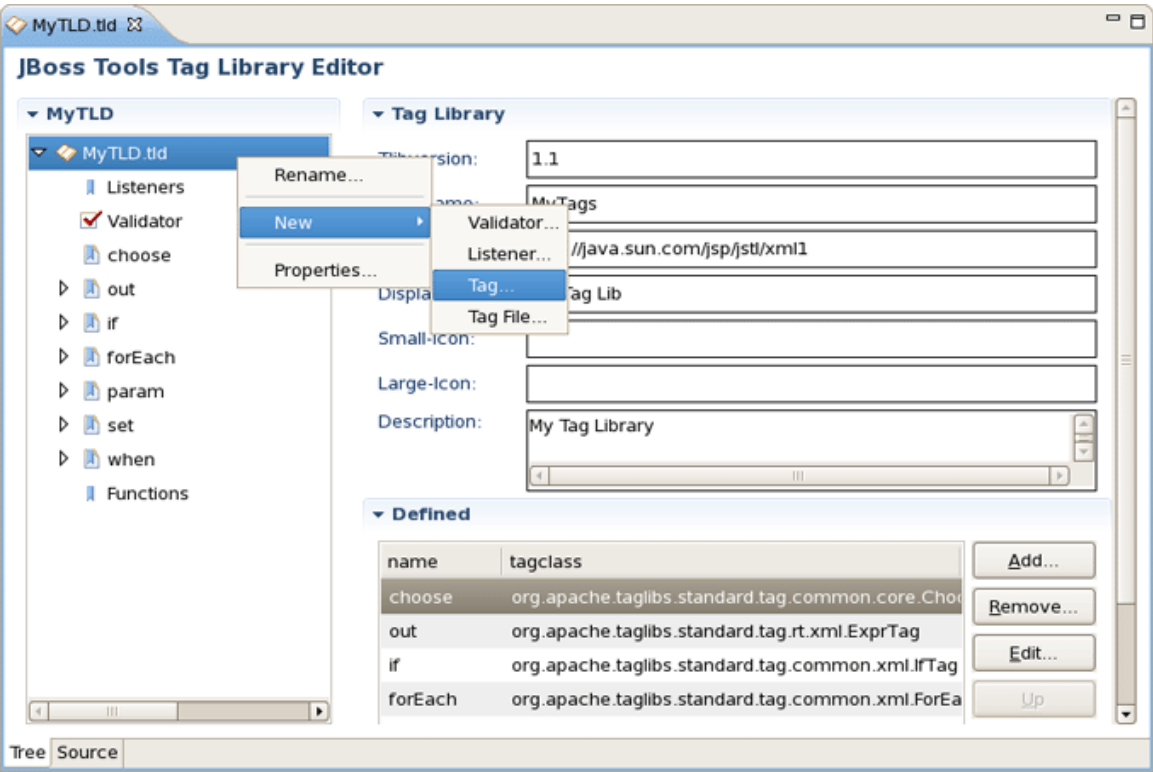 MyTLD.tld
JBoss Tools Tag Library Editor
MyTLD
MyTLD.tld
Listeners
Validator
choose
out
if
forEach
param
set
when
Functions
Rename...
New
Properties...
Validator...
Listener...
Tag...
Tag File...
Tag Library
1.1
MyTags
//java.sun.com/jsp/jstl/xml1
Tag Lib
Small-Icon:
Large-Icon:
Description:
My Tag Library
Defined
name tagclass
choose org.apache.taglibs.standard.tag.common.core.Choo
out org.apache.taglibs.standard.tag.rt.xml.ExprTag
if org.apache.taglibs.standard.tag.common.xml.IfTag
forEach org.apache.taglibs.standard.tag.common.xml.ForEa
Add...
Remove...
Edit...
Up
Tree Source